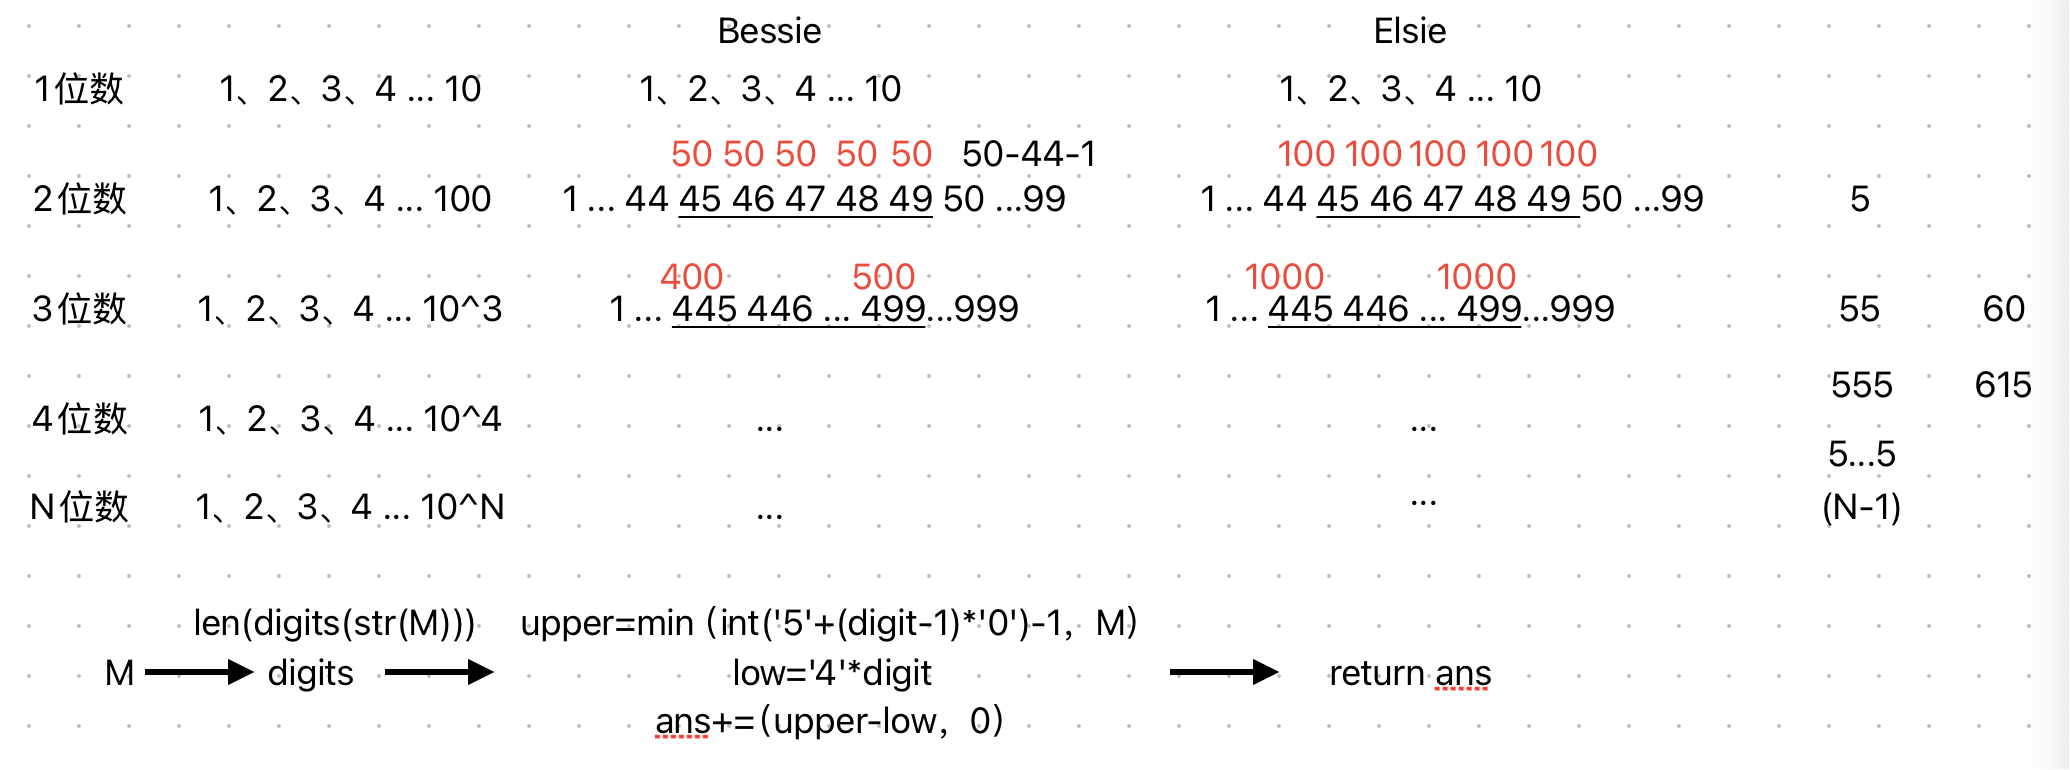 Bessie Elsie
1位数 1、2、3、4 ... 10 1、2、3、4 ... 10 1、2、3、4 ... 10
50 50 50 50 50 50-44-1 100 100 100 100 100
2位数 1、2、3、4 ... 100 1 ... 44 45 46 47 48 49 50 ...99 1 ... 44 45 46 47 48 49 50 ...99 5
400 500 1000 1000
3位数 1、2、3、4 ... 10^3 1 ... 445 446 ... 499...999 1 ... 445 446 ... 499...999 55 60
555 615
4位数 1、2、3、4 ... 10^4 ... ...
5...5
N位数 1、2、3、4 ... 10^N ... ... (N-1)
len(digits(str(M))) upper=min（int('5'+(digit-1)*'0')-1，M)
M digits low='4'*digit return ans
ans+=(upper-low，0)